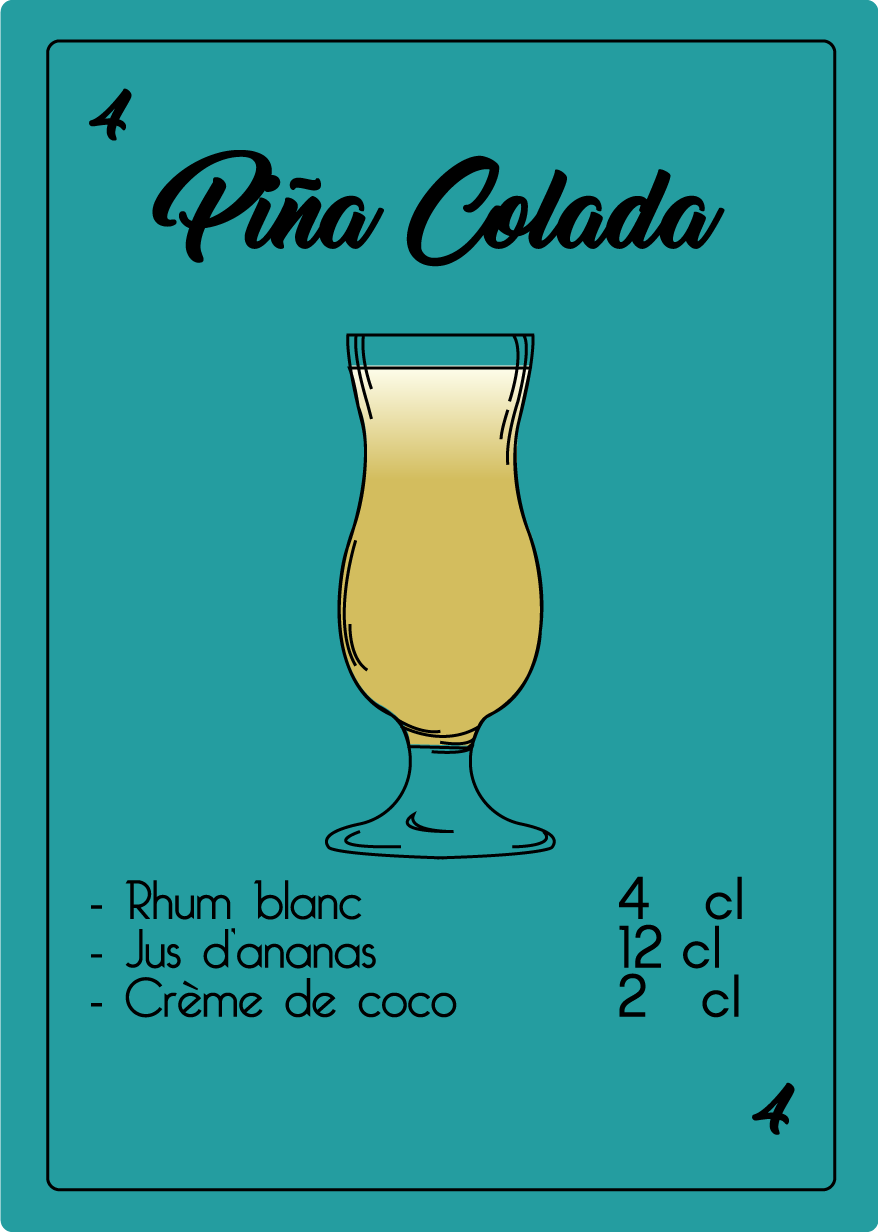 4
Piña Colada
- Rhum blanc 4 cl
- Jus d'ananas 12 cl
- Crème de coco 2 cl
4